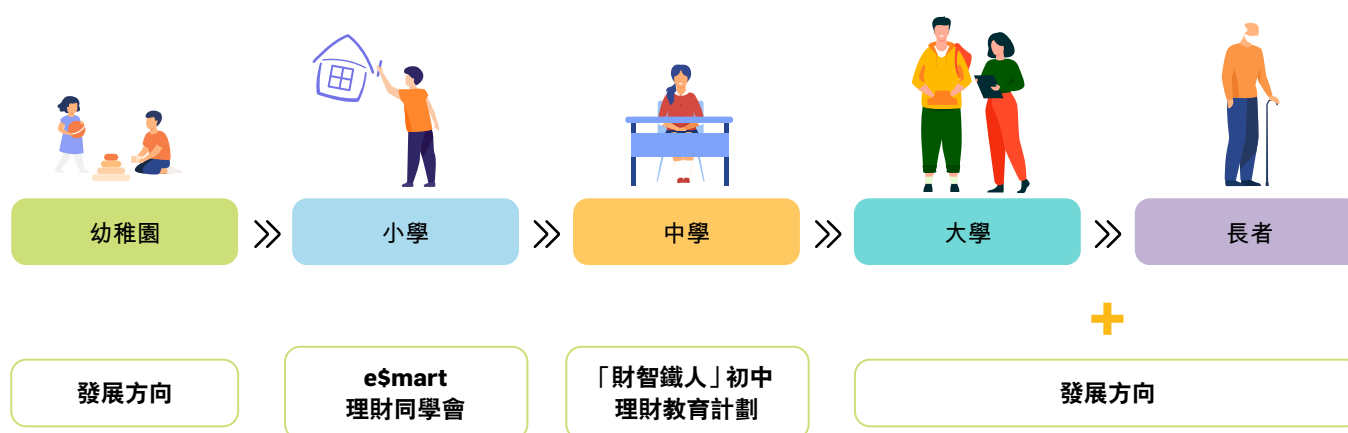 幼稚園
小學
中學
大學
長者
發展方向
e$mart
理財同學會
「財智鐵人」初中
理財教育計劃
發展方向